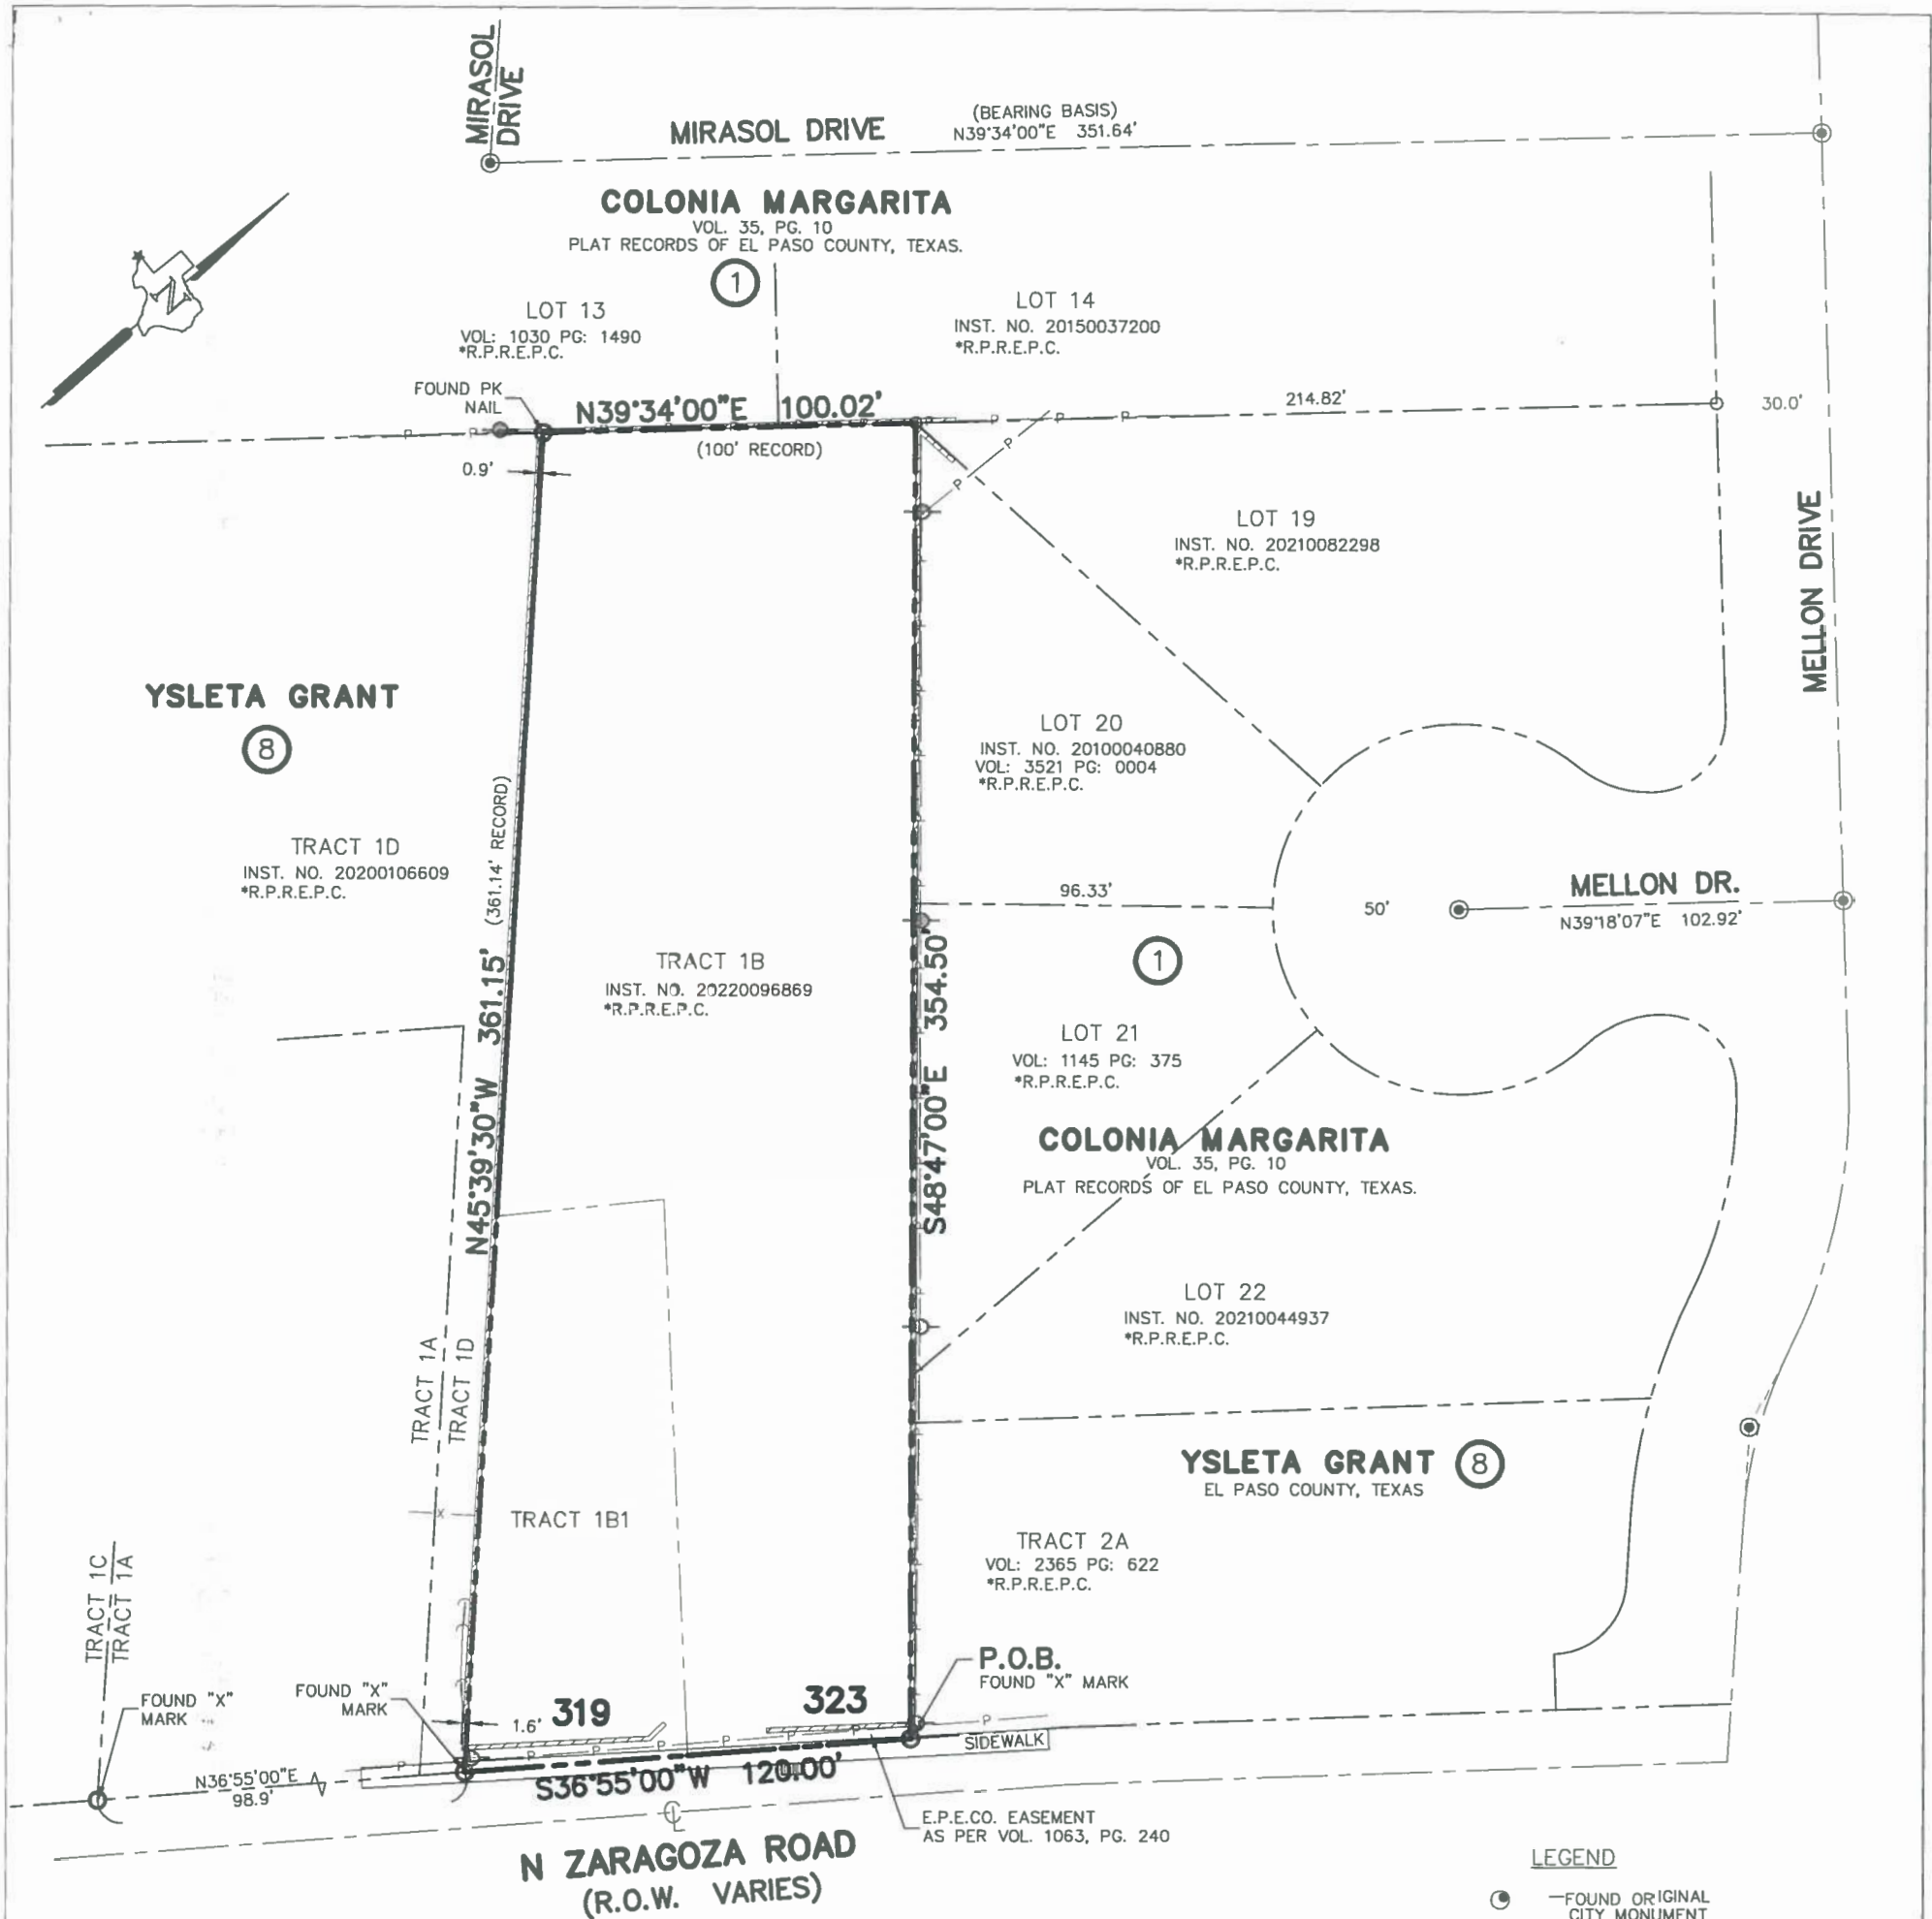 MIRASOL
DRIVE
MIRASOL DRIVE
(BEARING BASIS)
N39°34'00"E 351.64'
COLONIA MARGARITA
VOL. 35, PG. 10
PLAT RECORDS OF EL PASO COUNTY, TEXAS.
1
N
LOT 13
VOL: 1030 PG: 1490
*R.P.R.E.P.C.
LOT 14
INST. NO. 20150037200
*R.P.R.E.P.C.
FOUND PK
NAIL
N39°34'00"E 100.02'
(100' RECORD)
214.82'
30.0'
0.9'
P
P
P
P
P
P
P
LOT 19
INST. NO. 20210082298
*R.P.R.E.P.C.
MELLON DRIVE
YSLETA GRANT
8
LOT 20
INST. NO. 20100040880
VOL: 3521 PG: 0004
*R.P.R.E.P.C.
TRACT 1D
INST. NO. 20200106609
*R.P.R.E.P.C.
N45°39'30"W 361.15' (361.14' RECORD)
TRACT 1B
INST. NO. 20220096869
*R.P.R.E.P.C.
S48°47'00"E 354.50'
96.33'
50'
MELLON DR.
N39°18'07"E 102.92'
1
LOT 21
VOL: 1145 PG: 375
*R.P.R.E.P.C.
COLONIA MARGARITA
VOL. 35, PG. 10
PLAT RECORDS OF EL PASO COUNTY, TEXAS.
LOT 22
INST. NO. 20210044937
*R.P.R.E.P.C.
TRACT 1A
TRACT 1D
YSLETA GRANT 8
EL PASO COUNTY, TEXAS
X
TRACT 1B1
TRACT 2A
VOL: 2365 PG: 622
*R.P.R.E.P.C.
TRACT 1C
TRACT 1A
P.O.B.
FOUND "X" MARK
FOUND "X"
MARK
FOUND "X"
MARK
1.6'
319
323
P
P
P
P
P
P
P
SIDEWALK
N36°55'00"E
98.9'
S36°55'00"W 120.00'
CL
E.P.E.CO. EASEMENT
AS PER VOL. 1063, PG. 240
N ZARAGOZA ROAD
(R.O.W. VARIES)
LEGEND
—FOUND ORIGINAL
CITY MONUMENT